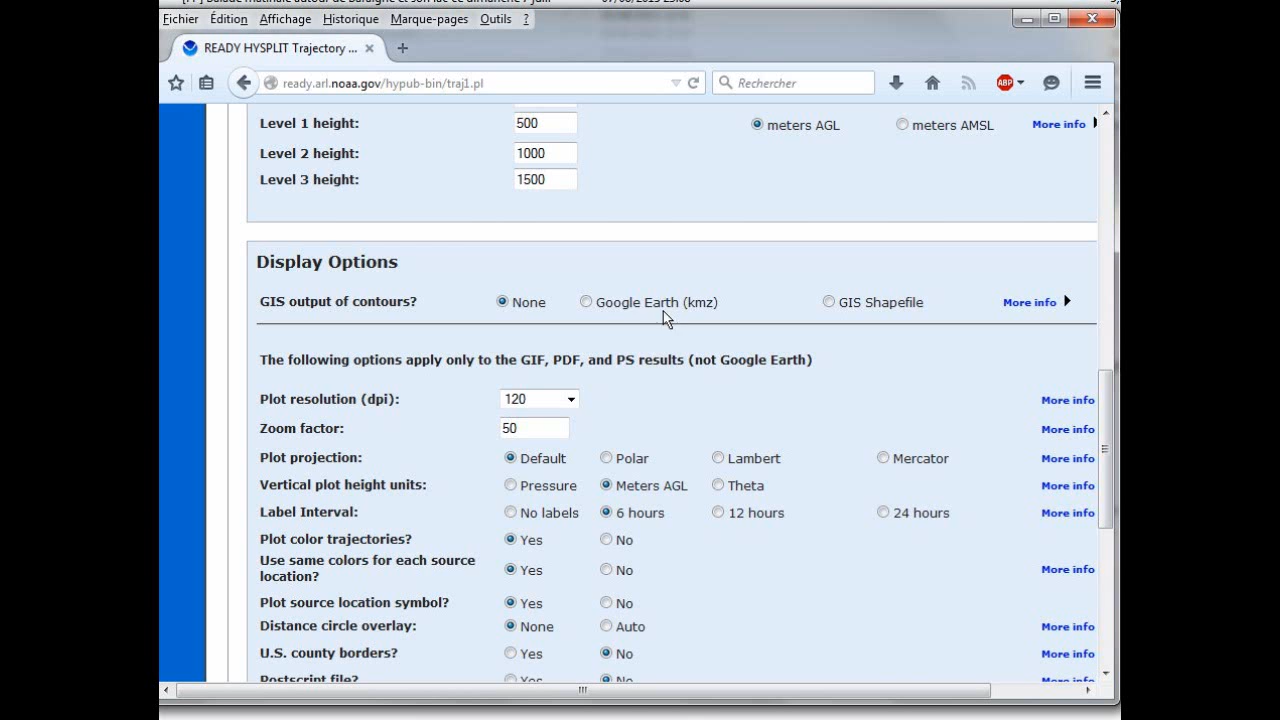 Fichier Édition Affichage Historique Marque-pages Outils ?
READY HYSPLIT Trajectory ... × +
ready.arl.noaa.gov/hypub-bin/traj1.pl Rechercher ABP
Level 1 height: 500 meters AGL meters AMSL More info
Level 2 height: 1000
Level 3 height: 1500
Display Options
GIS output of contours? None Google Earth (kmz) GIS Shapefile More info
The following options apply only to the GIF, PDF, and PS results (not Google Earth)
Plot resolution (dpi): 120 More info
Zoom factor: 50 More info
Plot projection: Default Polar Lambert Mercator More info
Vertical plot height units: Pressure Meters AGL Theta More info
Label Interval: No labels 6 hours 12 hours 24 hours More info
Plot color trajectories? Yes No
Use same colors for each source
location? Yes No More info
Plot source location symbol? Yes No
Distance circle overlay: None Auto More info
U.S. county borders? Yes No More info
Postscript file? Yes No More info